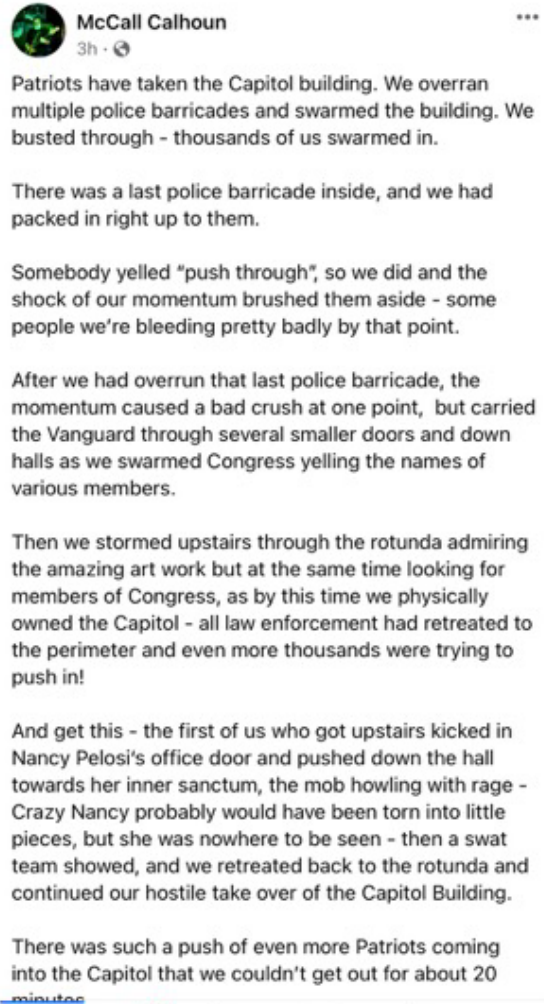 McCall Calhoun
3h ·
Patriots have taken the Capitol building. We overran
multiple police barricades and swarmed the building. We
busted through - thousands of us swarmed in.
There was a last police barricade inside, and we had
packed in right up to them.
Somebody yelled “push through”, so we did and the
shock of our momentum brushed them aside - some
people we’re bleeding pretty badly by that point.
After we had overrun that last police barricade, the
momentum caused a bad crush at one point,  but carried
the Vanguard through several smaller doors and down
halls as we swarmed Congress yelling the names of
various members.
Then we stormed upstairs through the rotunda admiring
the amazing art work but at the same time looking for
members of Congress, as by this time we physically
owned the Capitol - all law enforcement had retreated to
the perimeter and even more thousands were trying to
push in!
And get this - the first of us who got upstairs kicked in
Nancy Pelosi’s office door and pushed down the hall
towards her inner sanctum, the mob howling with rage -
Crazy Nancy probably would have been torn into little
pieces, but she was nowhere to be seen - then a swat
team showed, and we retreated back to the rotunda and
continued our hostile take over of the Capitol Building.
There was such a push of even more Patriots coming
into the Capitol that we couldn’t get out for about 20
minutes